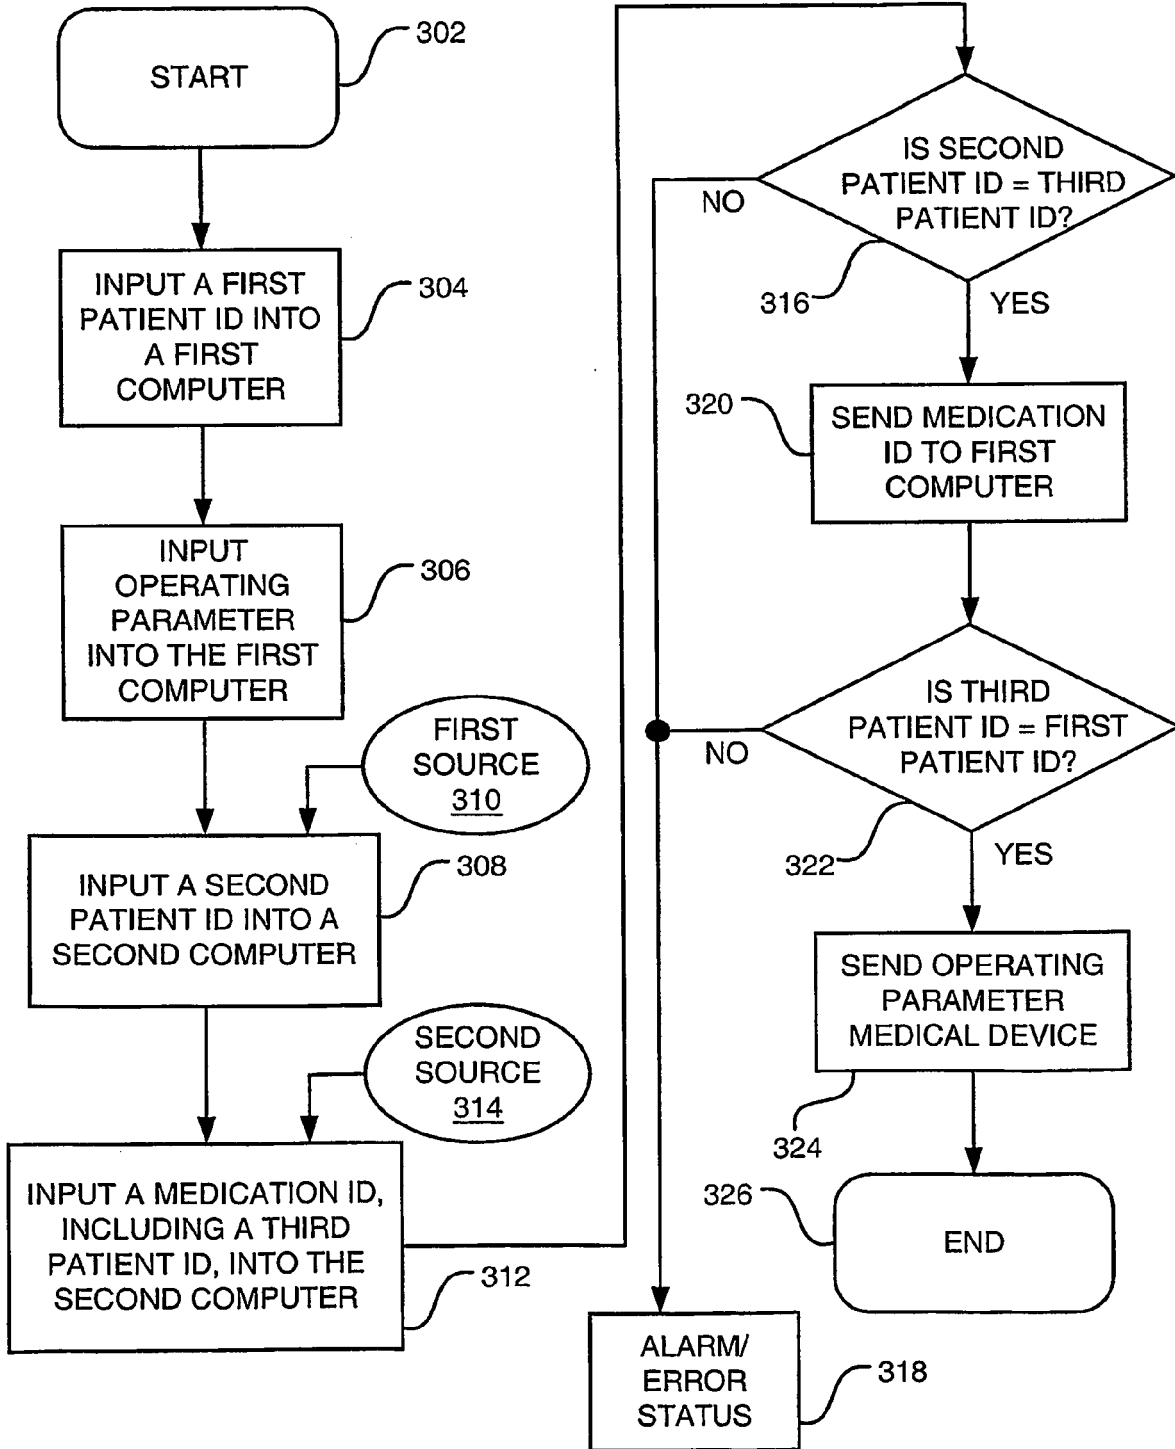 START
302
INPUT A FIRST
PATIENT ID INTO
A FIRST
COMPUTER
304
INPUT
OPERATING
PARAMETER
INTO THE FIRST
COMPUTER
306
FIRST
SOURCE
310
INPUT A SECOND
PATIENT ID INTO A
SECOND COMPUTER
308
SECOND
SOURCE
314
INPUT A MEDICATION ID,
INCLUDING A THIRD
PATIENT ID, INTO THE
SECOND COMPUTER
312
IS SECOND
PATIENT ID = THIRD
PATIENT ID?
NO
316
YES
320
SEND MEDICATION
ID TO FIRST
COMPUTER
IS THIRD
PATIENT ID = FIRST
PATIENT ID?
NO
322
YES
SEND OPERATING
PARAMETER
MEDICAL DEVICE
324
326
END
ALARM/
ERROR
STATUS
318